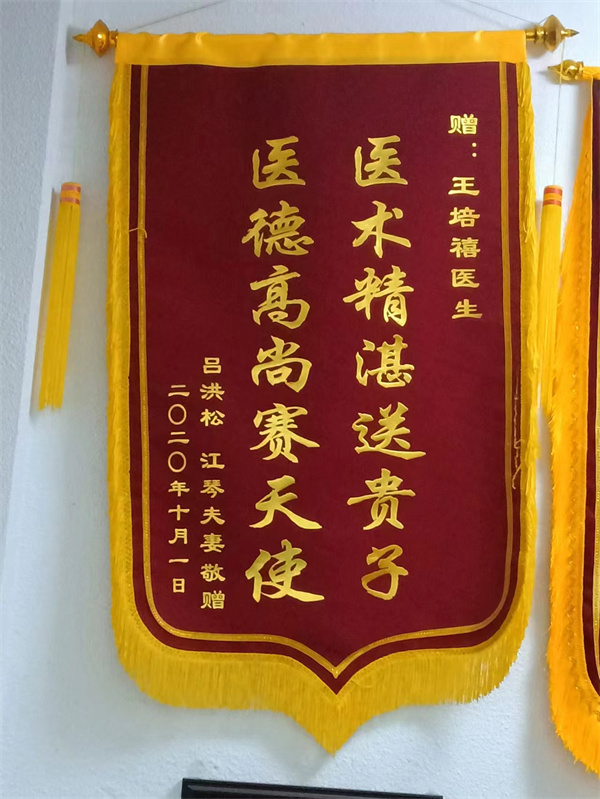 赠：王培禧医生
医术精湛送贵子
医德高尚赛天使
吕洪松 江琴夫妻敬赠
二〇二〇年十月一日